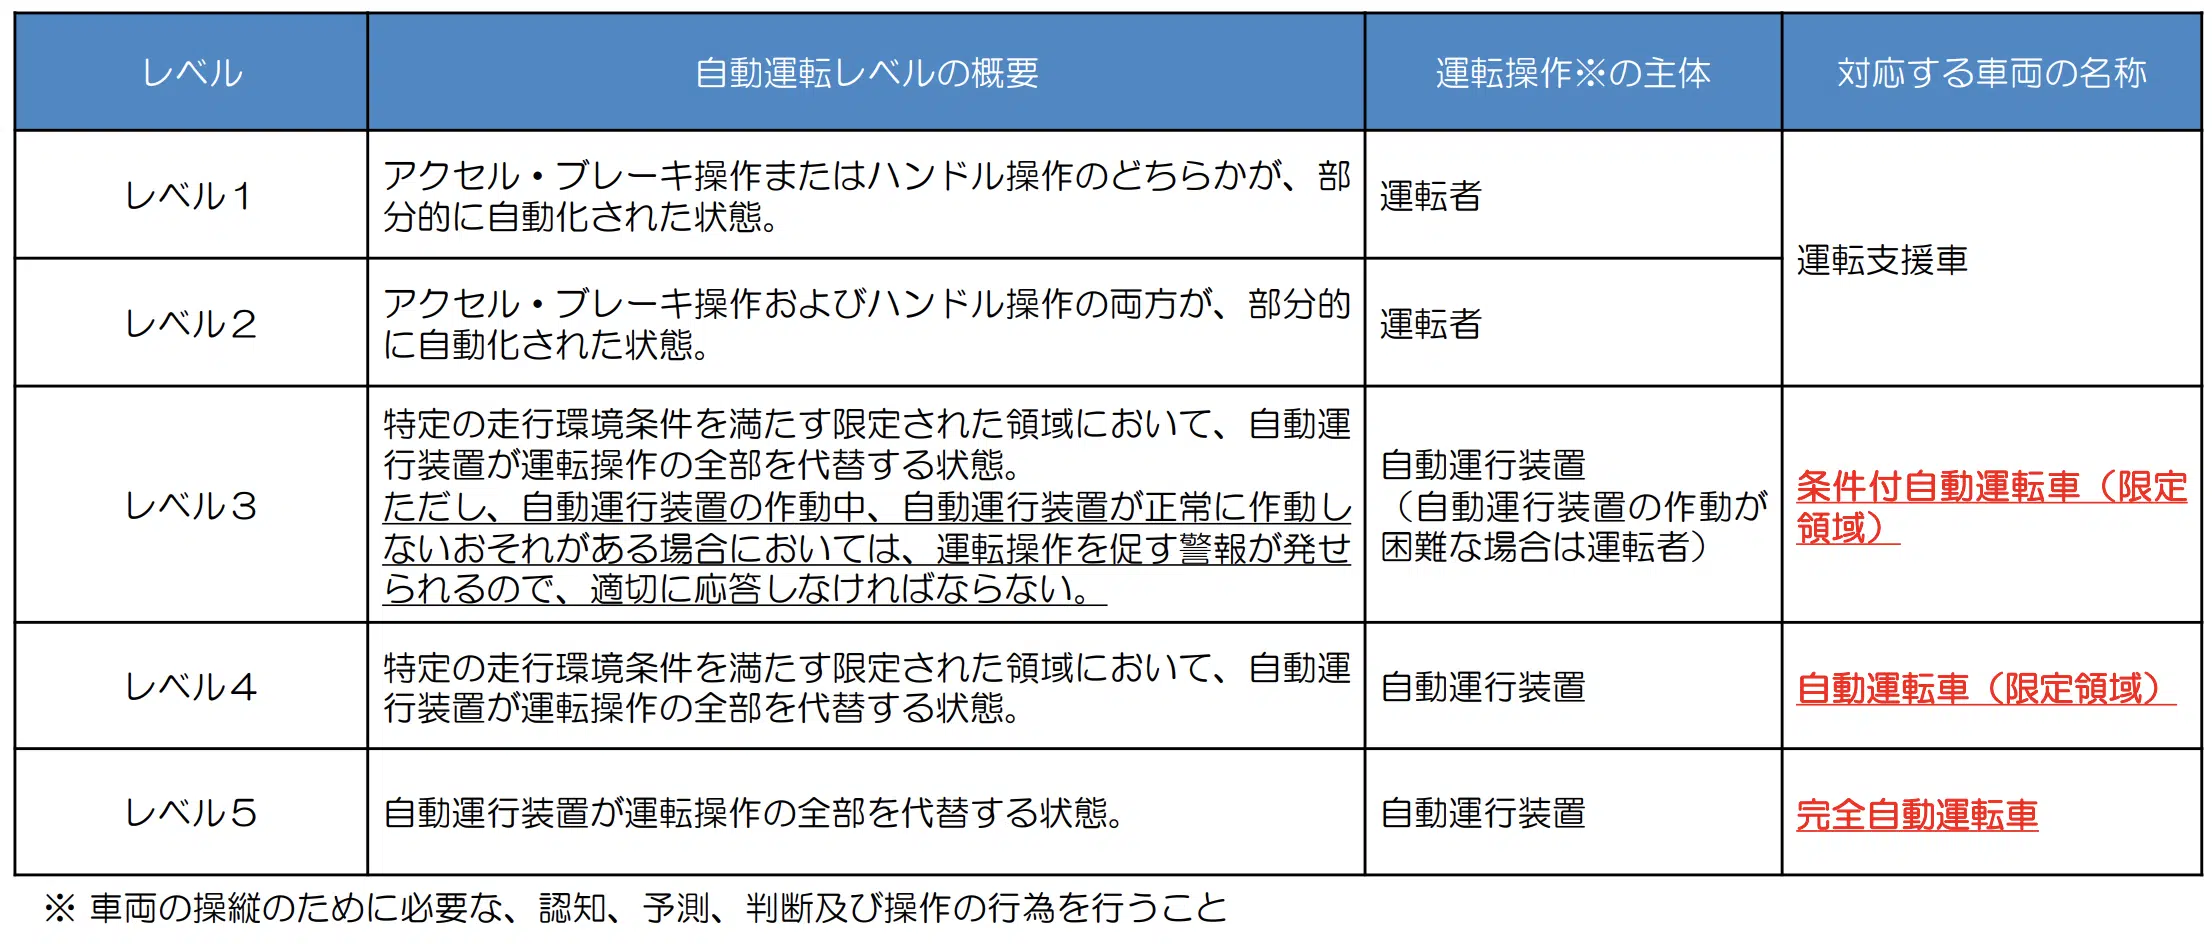 レベル
自動運転レベルの概要
運転操作※の主体
対応する車両の名称
レベル１
アクセル・ブレーキ操作またはハンドル操作のどちらかが、部
分的に自動化された状態。
運転者
運転支援車
レベル２
アクセル・ブレーキ操作およびハンドル操作の両方が、部分的
に自動化された状態。
運転者
レベル３
特定の走行環境条件を満たす限定された領域において、自動運
行装置が運転操作の全部を代替する状態。
ただし、自動運行装置の作動中、自動運行装置が正常に作動し
ないおそれがある場合においては、運転操作を促す警報が発せ
られるので、適切に応答しなければならない。
自動運行装置
（自動運行装置の作動が
困難な場合は運転者）
条件付自動運転車（限定
領域）
レベル４
特定の走行環境条件を満たす限定された領域において、自動運
行装置が運転操作の全部を代替する状態。
自動運行装置
自動運転車（限定領域）
レベル５
自動運行装置が運転操作の全部を代替する状態。
自動運行装置
完全自動運転車
※ 車両の操縦のために必要な、認知、予測、判断及び操作の行為を行うこと